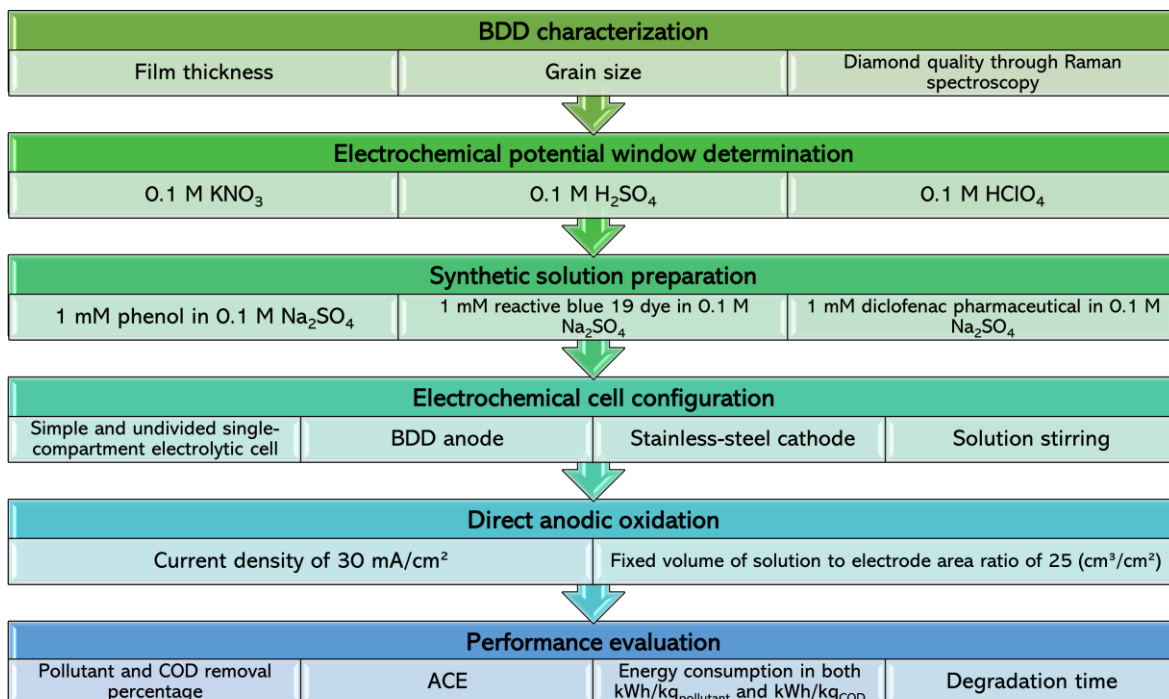 BDD characterization
Film thickness
Grain size
Diamond quality through Raman
spectroscopy
Electrochemical potential window determination
0.1 M KNO₃
0.1 M H₂SO₄
0.1 M HClO₄
Synthetic solution preparation
1 mM phenol in 0.1 M Na₂SO₄
1 mM reactive blue 19 dye in 0.1 M
Na₂SO₄
1 mM diclofenac pharmaceutical in 0.1 M
Na₂SO₄
Electrochemical cell configuration
Simple and undivided single-
compartment electrolytic cell
BDD anode
Stainless-steel cathode
Solution stirring
Direct anodic oxidation
Current density of 30 mA/cm²
Fixed volume of solution to electrode area ratio of 25 (cm³/cm²)
Performance evaluation
Pollutant and COD removal
percentage
ACE
Energy consumption in both
kWh/kg_pollutant and kWh/kg_COD
Degradation time